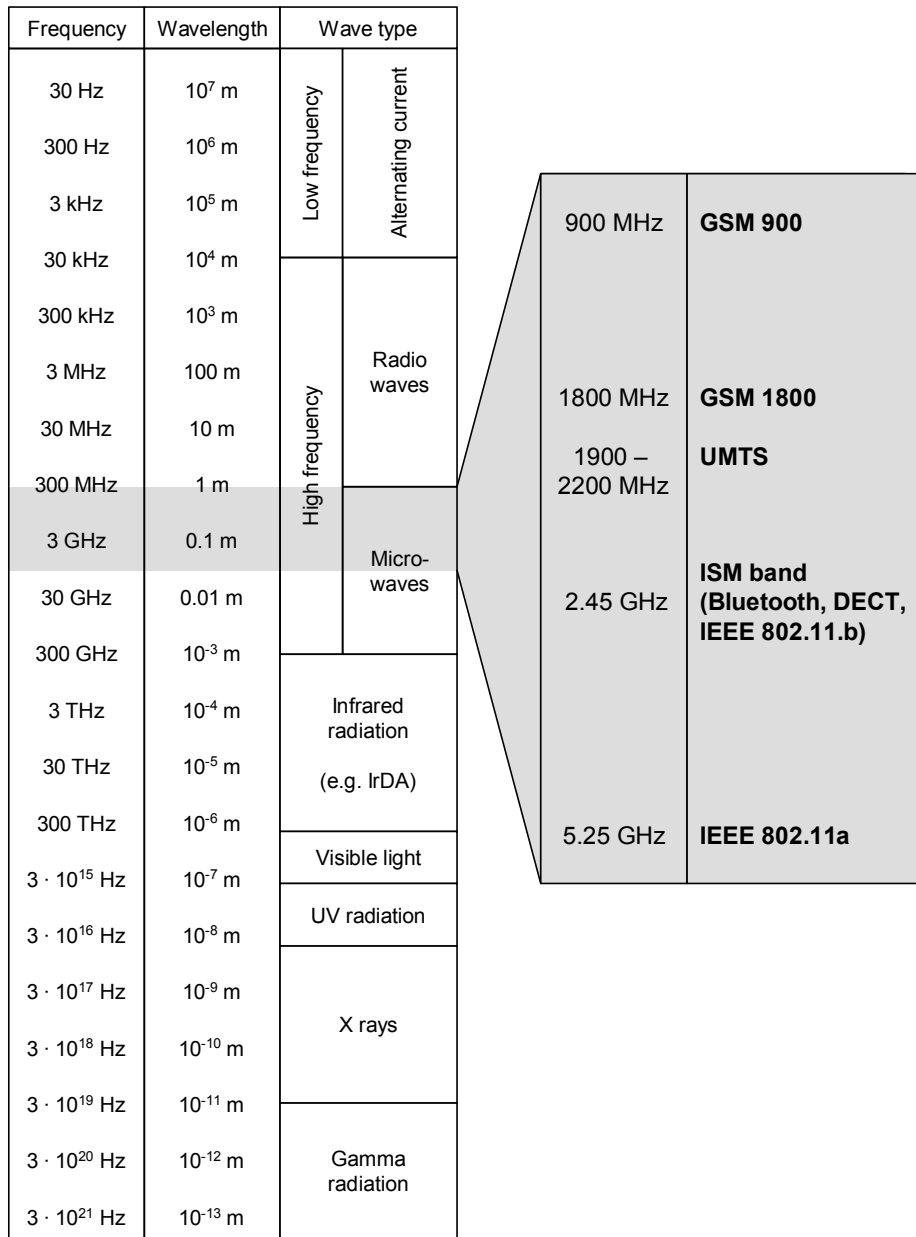 Frequency Wavelength Wave type
30 Hz 10⁷ m
300 Hz 10⁶ m
3 kHz 10⁵ m
30 kHz 10⁴ m
300 kHz 10³ m
3 MHz 100 m
30 MHz 10 m
300 MHz 1 m
3 GHz 0.1 m
30 GHz 0.01 m
300 GHz 10⁻³ m
3 THz 10⁻⁴ m
30 THz 10⁻⁵ m
300 THz 10⁻⁶ m
3 · 10¹⁵ Hz 10⁻⁷ m
3 · 10¹⁶ Hz 10⁻⁸ m
3 · 10¹⁷ Hz 10⁻⁹ m
3 · 10¹⁸ Hz 10⁻¹⁰ m
3 · 10¹⁹ Hz 10⁻¹¹ m
3 · 10²⁰ Hz 10⁻¹² m
3 · 10²¹ Hz 10⁻¹³ m
Low frequency
Alternating current
High frequency
Radio
waves
Micro-
waves
Infrared
radiation
(e.g. IrDA)
Visible light
UV radiation
X rays
Gamma
radiation
900 MHz GSM 900
1800 MHz GSM 1800
1900 – UMTS
2200 MHz
ISM band
2.45 GHz (Bluetooth, DECT,
IEEE 802.11.b)
5.25 GHz IEEE 802.11a